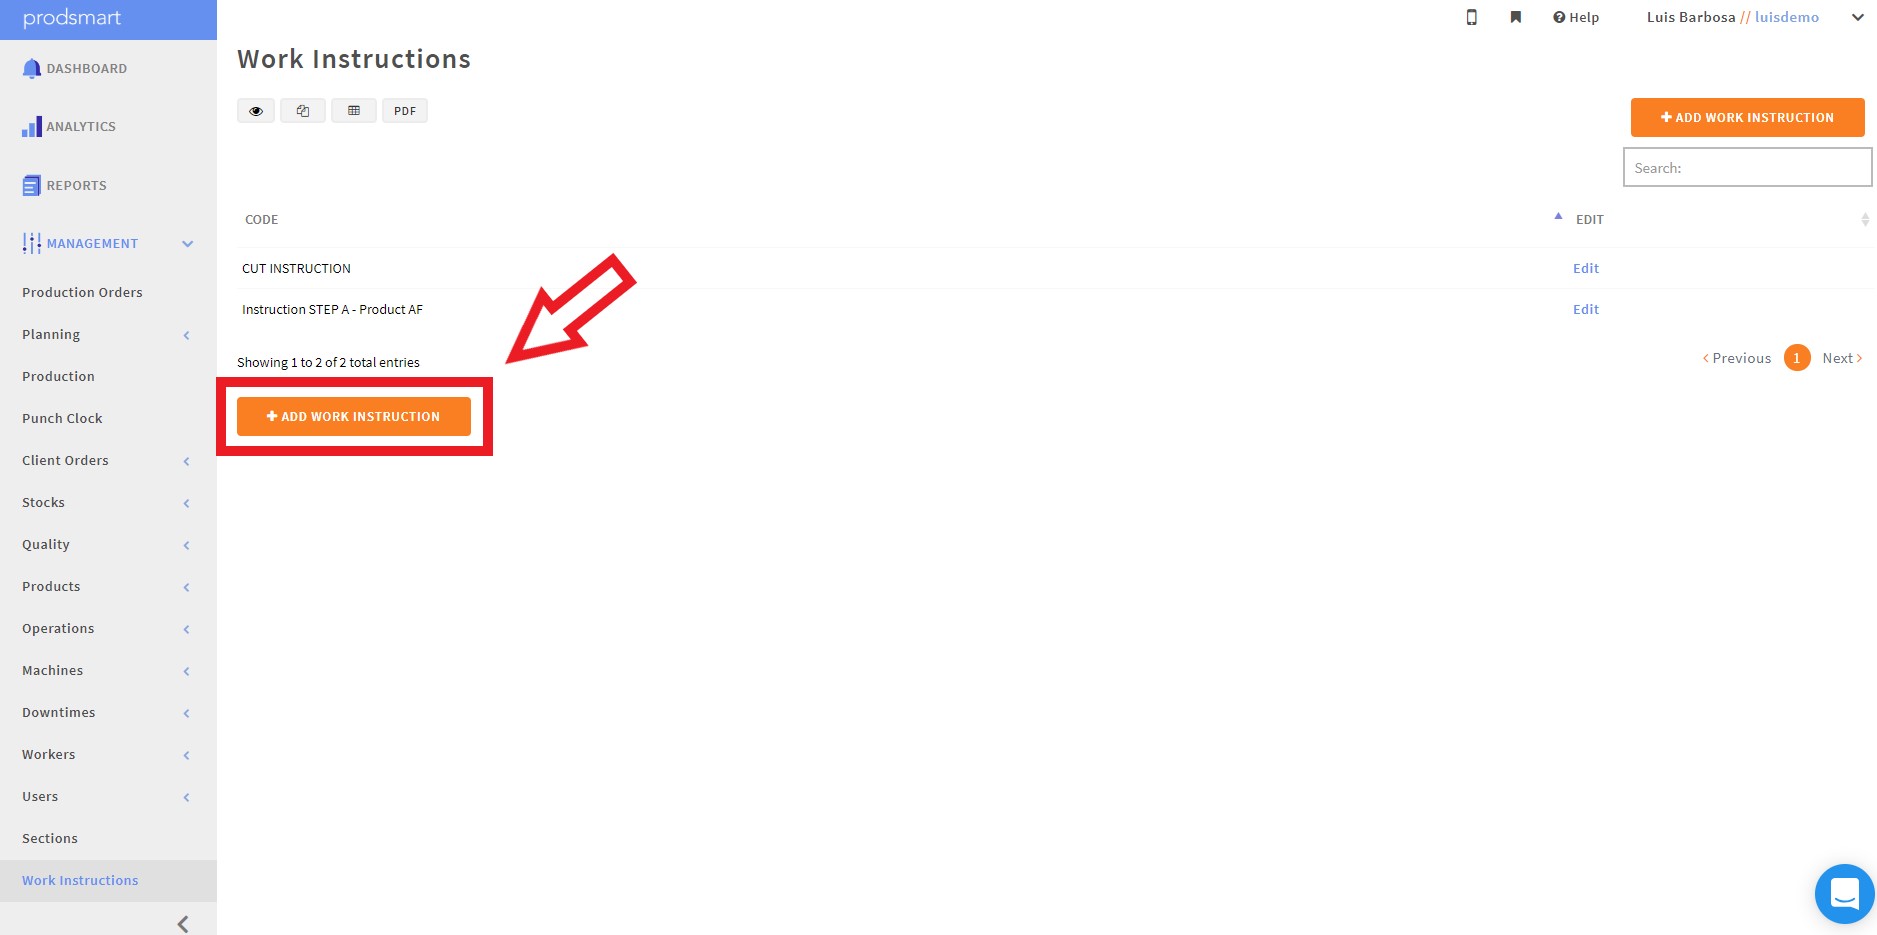 prodsmart
Help
Luis Barbosa // luisdemo
DASHBOARD
ANALYTICS
REPORTS
MANAGEMENT
Production Orders
Planning
Production
Punch Clock
Client Orders
Stocks
Quality
Products
Operations
Machines
Downtimes
Workers
Users
Sections
Work Instructions
Work Instructions
PDF
ADD WORK INSTRUCTION
Search:
CODE EDIT
CUT INSTRUCTION Edit
Instruction STEP A - Product AF Edit
Showing 1 to 2 of 2 total entries
Previous 1 Next
ADD WORK INSTRUCTION